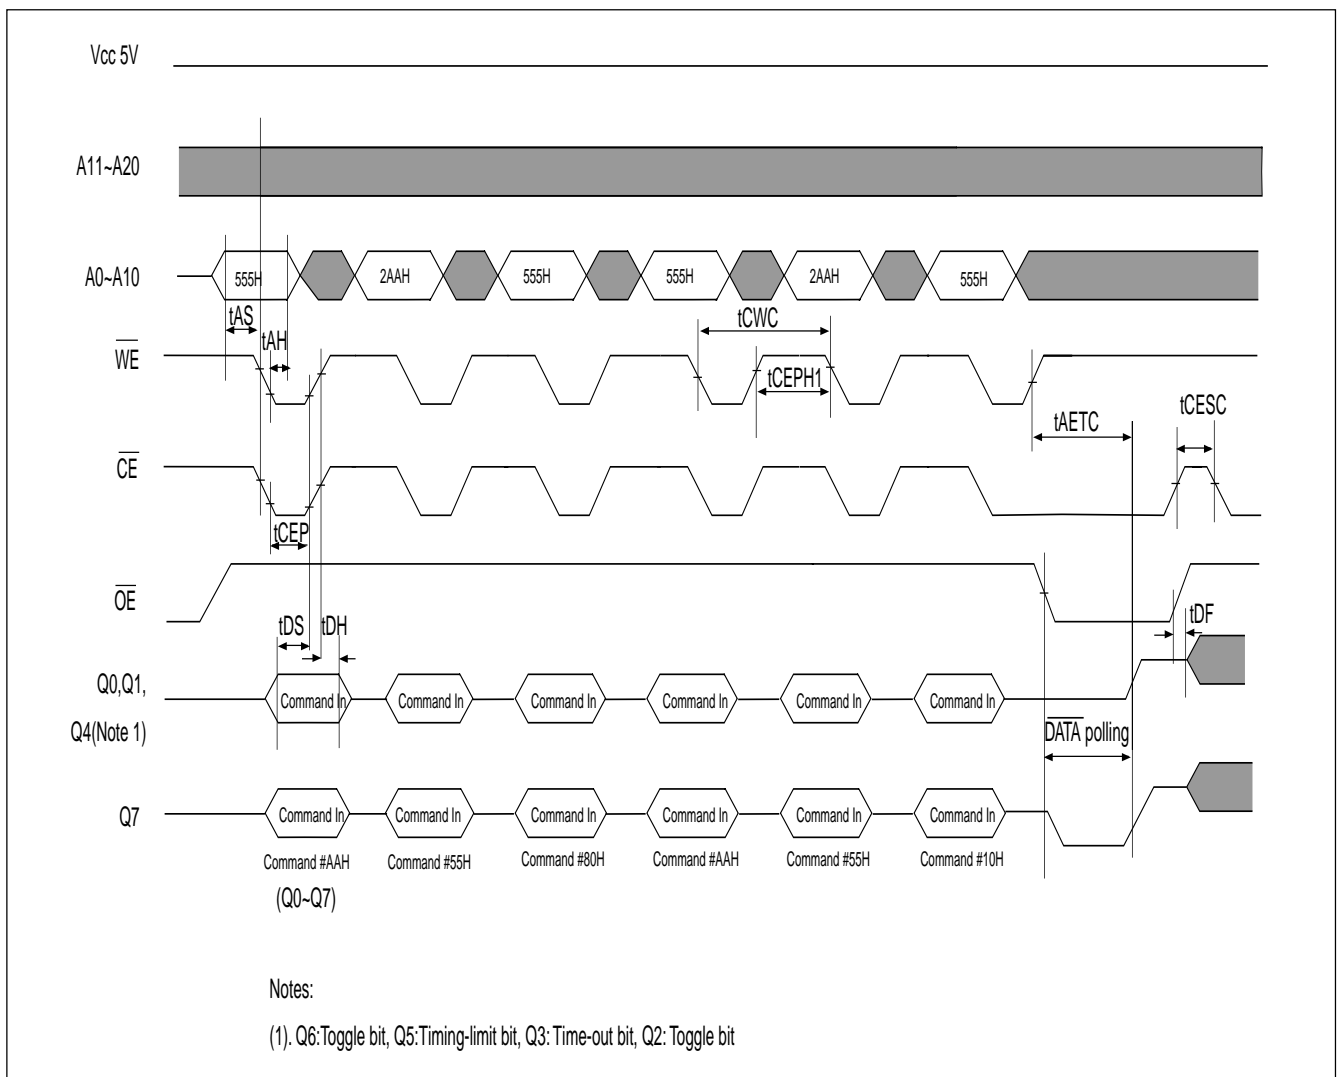 Vcc 5V
A11~A20
A0~A10
555H
2AAH
555H
555H
2AAH
555H
tAS
tAH
WE
tCWC
tCEPH1
tAETC
tCESC
CE
tCEP
OE
tDS
tDH
tDF
Q0,Q1,
Q4(Note 1)
Command In
Command In
Command In
Command In
Command In
Command In
DATA polling
Q7
Command In
Command In
Command In
Command In
Command In
Command In
Command #AAH
Command #55H
Command #80H
Command #AAH
Command #55H
Command #10H
(Q0~Q7)
Notes:
(1). Q6:Toggle bit, Q5:Timing-limit bit, Q3: Time-out bit, Q2: Toggle bit